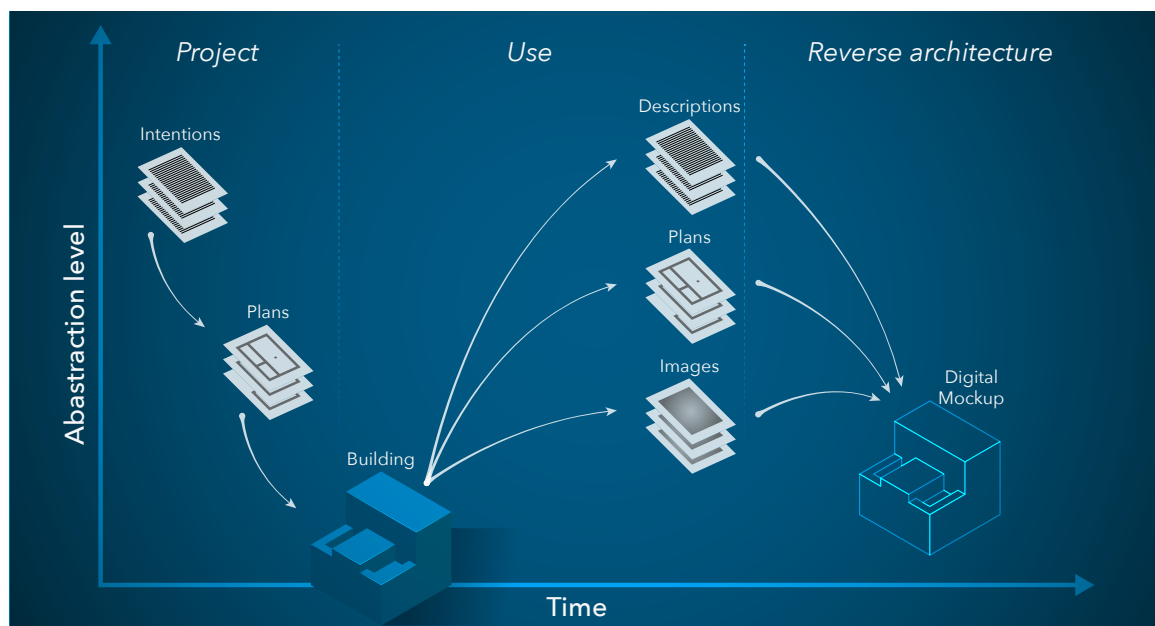 Project
Use
Reverse architecture
Descriptions
Intentions
Plans
Plans
Images
Digital
Mockup
Building
Abastraction level
Time